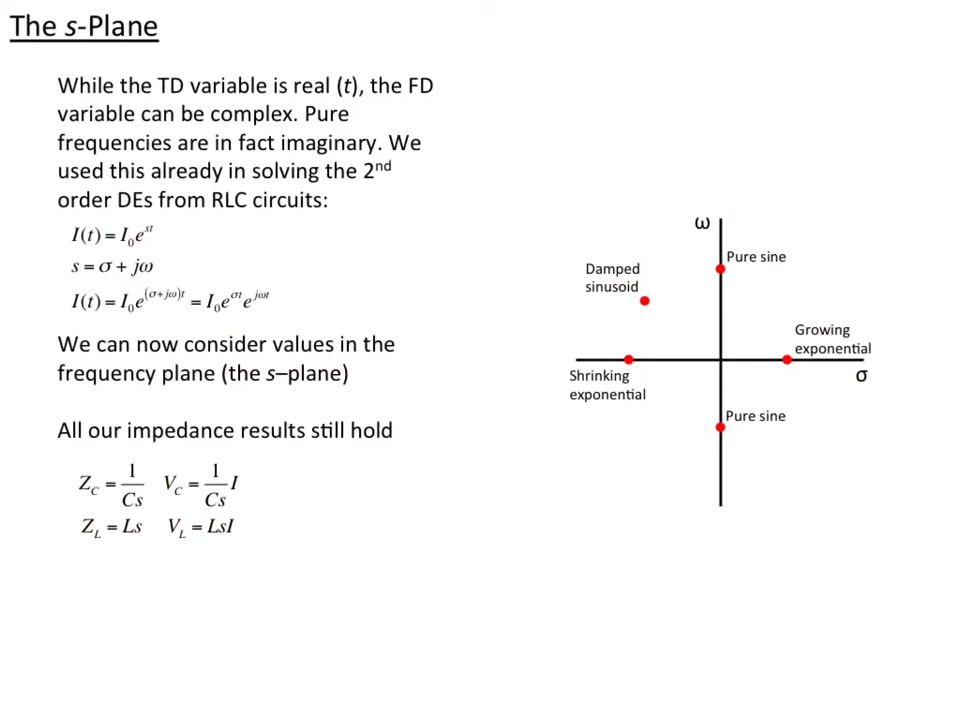 The s-Plane
While the TD variable is real (t), the FD
variable can be complex. Pure
frequencies are in fact imaginary. We
used this already in solving the 2nd
order DEs from RLC circuits:
I(t) = I₀e^{st}
s = σ + jω
I(t) = I₀e^{(σ+jω)t} = I₀e^{σt}e^{jωt}
We can now consider values in the
frequency plane (the s–plane)
All our impedance results still hold
Z_C = 1/Cs V_C = 1/Cs I
Z_L = Ls V_L = LsI
ω
Pure sine
Damped
sinusoid
Growing
exponential
σ
Shrinking
exponential
Pure sine